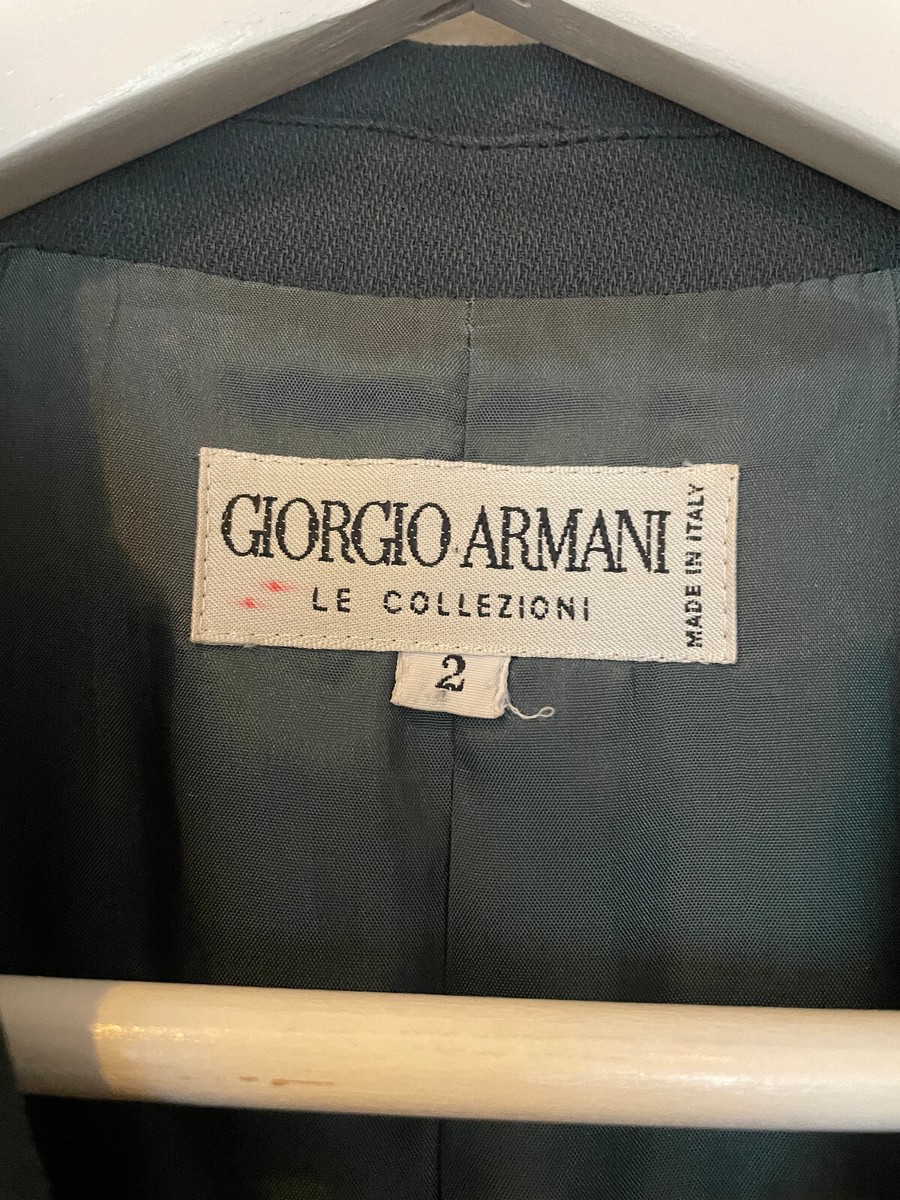 GIORGIO ARMANI
LE COLLEZIONI
MADE IN ITALY
2